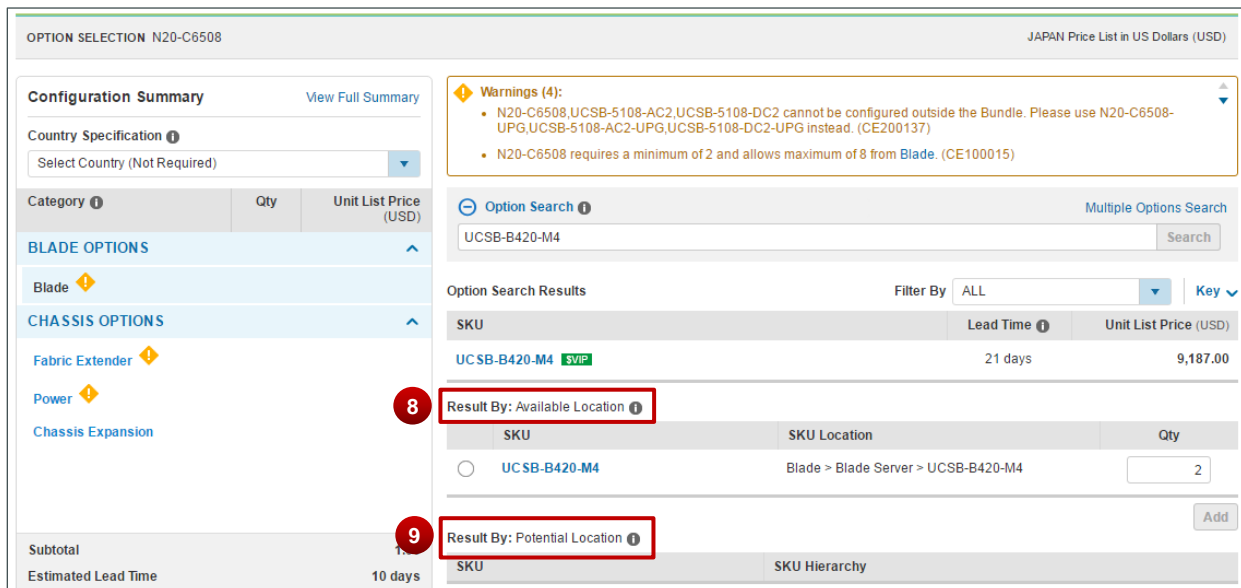 OPTION SELECTION N20-C6508
JAPAN Price List in US Dollars (USD)
Configuration Summary
View Full Summary
Country Specification
Select Country (Not Required)
Category
Qty
Unit List Price
(USD)
BLADE OPTIONS
Blade
CHASSIS OPTIONS
Fabric Extender
Power
Chassis Expansion
Subtotal
Estimated Lead Time
10 days
Warnings (4):
N20-C6508,UCSB-5108-AC2,UCSB-5108-DC2 cannot be configured outside the Bundle. Please use N20-C6508-
UPG,UCSB-5108-AC2-UPG,UCSB-5108-DC2-UPG instead. (CE200137)
N20-C6508 requires a minimum of 2 and allows maximum of 8 from Blade. (CE100015)
Option Search
Multiple Options Search
UCSB-B420-M4
Search
Option Search Results
Filter By ALL
Key
SKU
Lead Time
Unit List Price (USD)
UCSB-B420-M4 $VIP
21 days
9,187.00
8
Result By: Available Location
SKU
SKU Location
Qty
UCSB-B420-M4
Blade > Blade Server > UCSB-B420-M4
2
Add
9
Result By: Potential Location
SKU
SKU Hierarchy